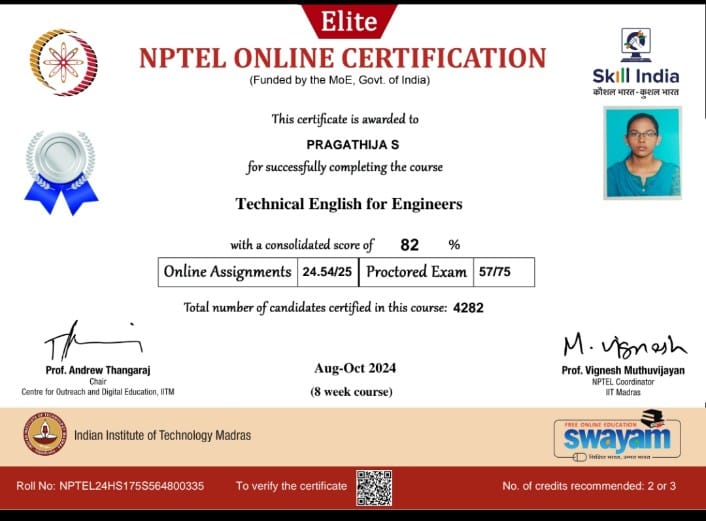 Elite
NPTEL ONLINE CERTIFICATION
(Funded by the MoE, Govt. of India)
Skill India
कौशल भारत - कुशल भारत
This certificate is awarded to
PRAGATHIJA S
for successfully completing the course
Technical English for Engineers
with a consolidated score of 82 %
Online Assignments 24.54/25 Proctored Exam 57/75
Total number of candidates certified in this course: 4282
M. Vignesh
Prof. Andrew Thangaraj
Chair
Centre for Outreach and Digital Education, IITM
Aug-Oct 2024
(8 week course)
Prof. Vignesh Muthuvijayan
NPTEL Coordinator
IIT Madras
Indian Institute of Technology Madras
FREE ONLINE EDUCATION
swayam
शिक्षित भारत, उन्नत भारत
Roll No: NPTEL24HS175S564800335
To verify the certificate
No. of credits recommended: 2 or 3